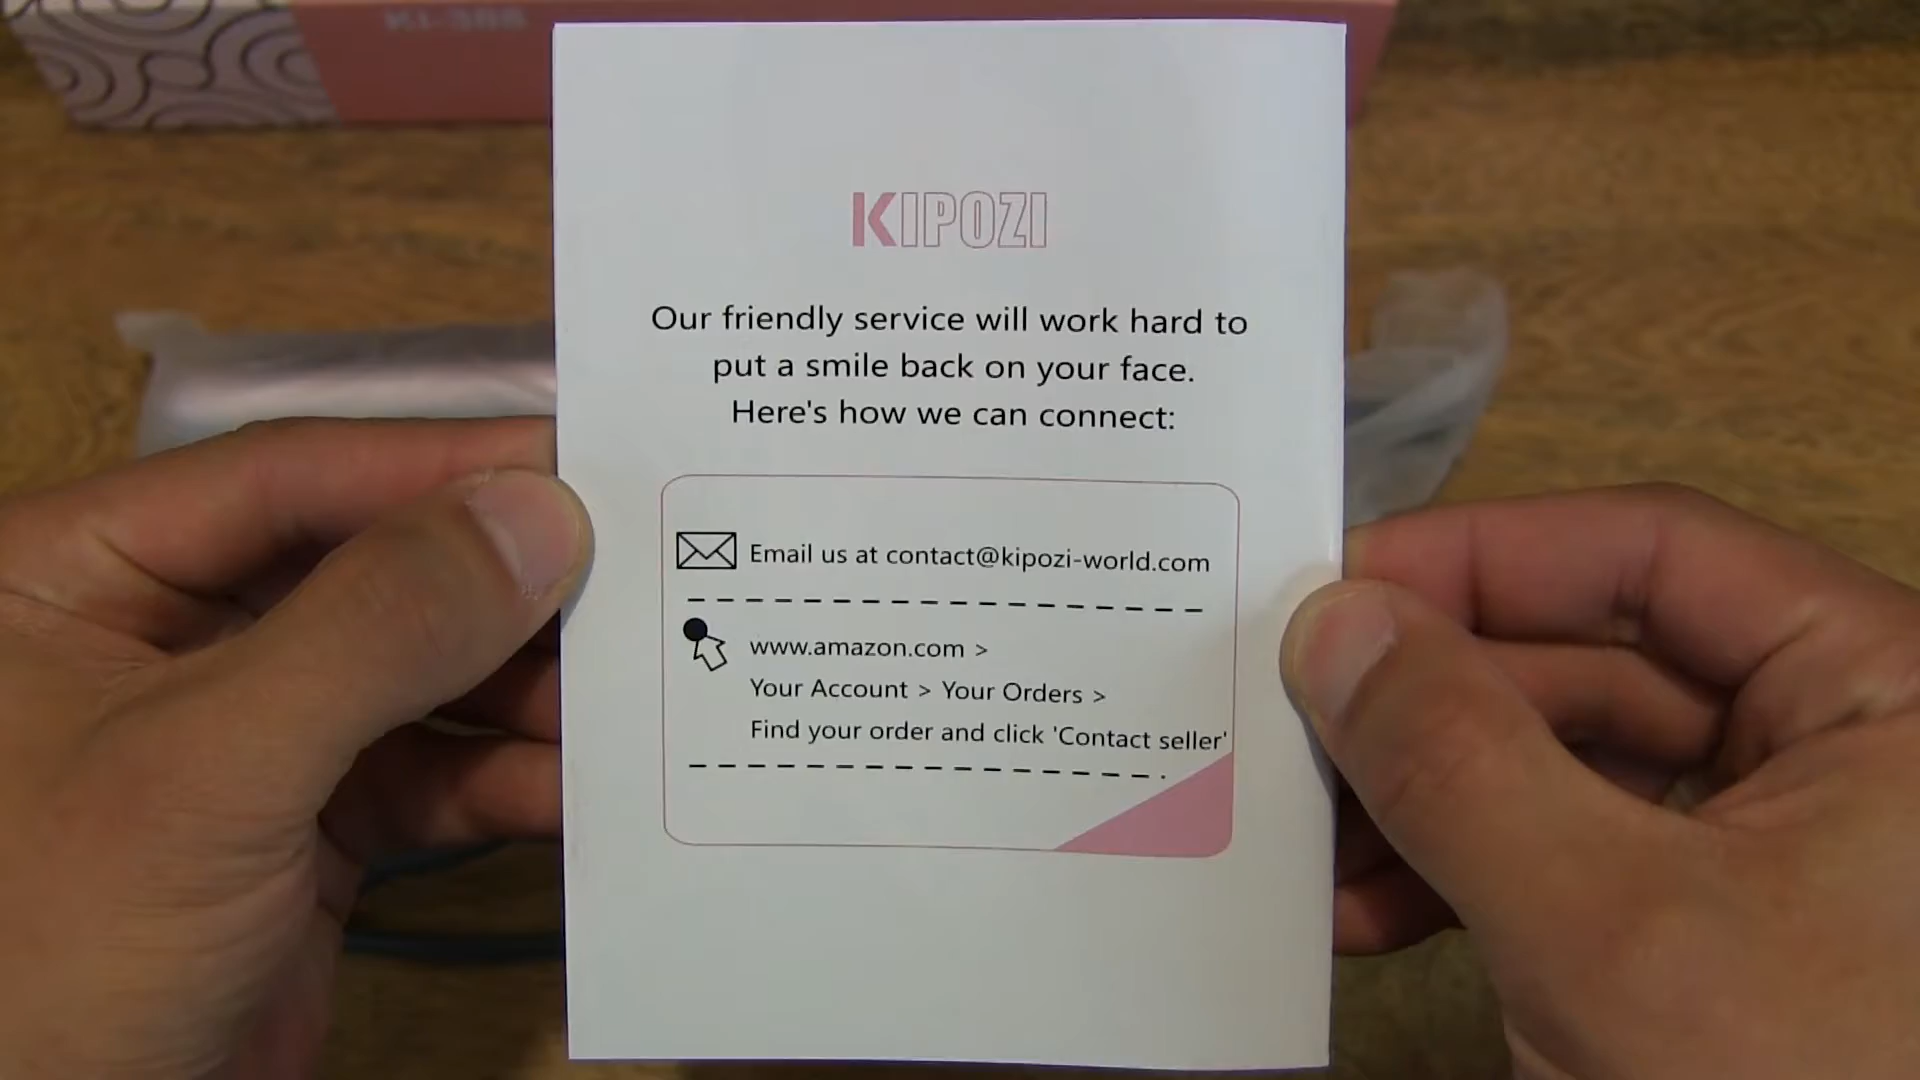 KIPOZI
Our friendly service will work hard to
put a smile back on your face.
Here's how we can connect:
Email us at contact@kipozi-world.com
www.amazon.com >
Your Account > Your Orders >
Find your order and click 'Contact seller'